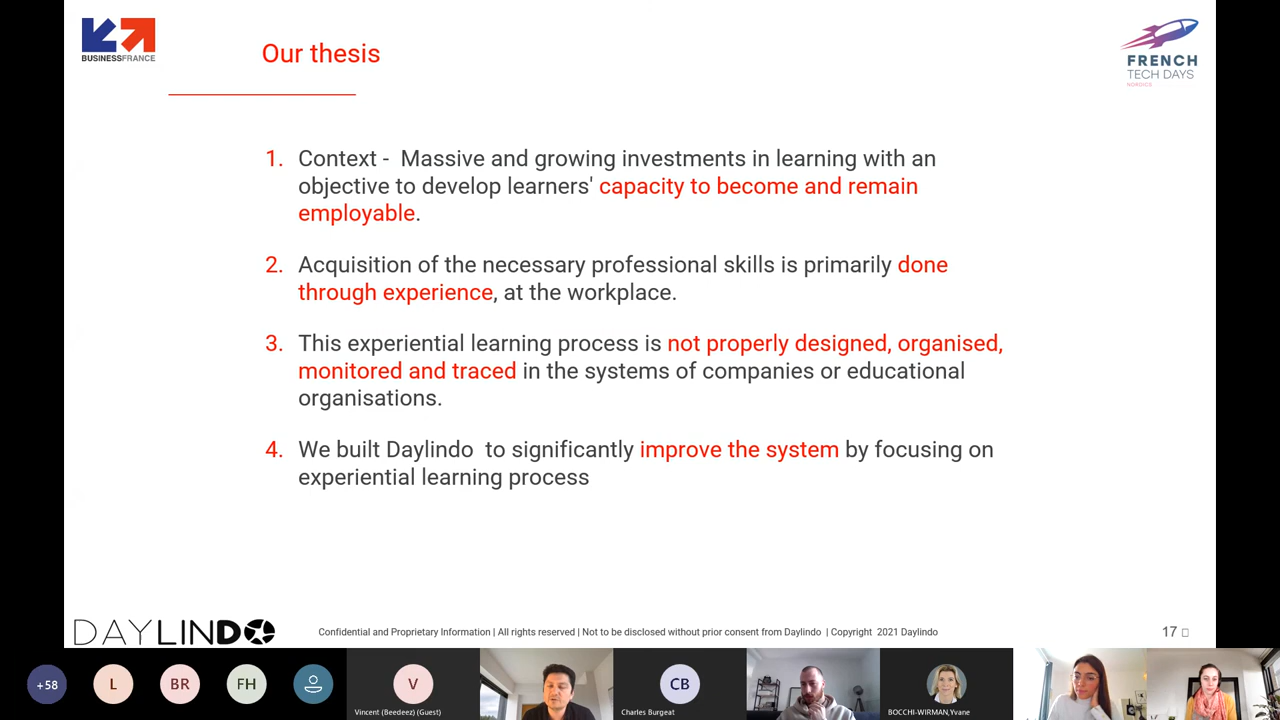 BUSINESSFRANCE
Our thesis
FRENCH
TECH DAYS
NORDICS
1. Context - Massive and growing investments in learning with an
objective to develop learners' capacity to become and remain
employable.
2. Acquisition of the necessary professional skills is primarily done
through experience, at the workplace.
3. This experiential learning process is not properly designed, organised,
monitored and traced in the systems of companies or educational
organisations.
4. We built Daylindo to significantly improve the system by focusing on
experiential learning process
DAYLINDO
Confidential and Proprietary Information | All rights reserved | Not to be disclosed without prior consent from Daylindo | Copyright 2021 Daylindo
17
+58
L
BR
FH
V
Vincent (Beedeez) (Guest)
CB
Charles Burgeat
BOCCHI-WIRMAN,Yvane